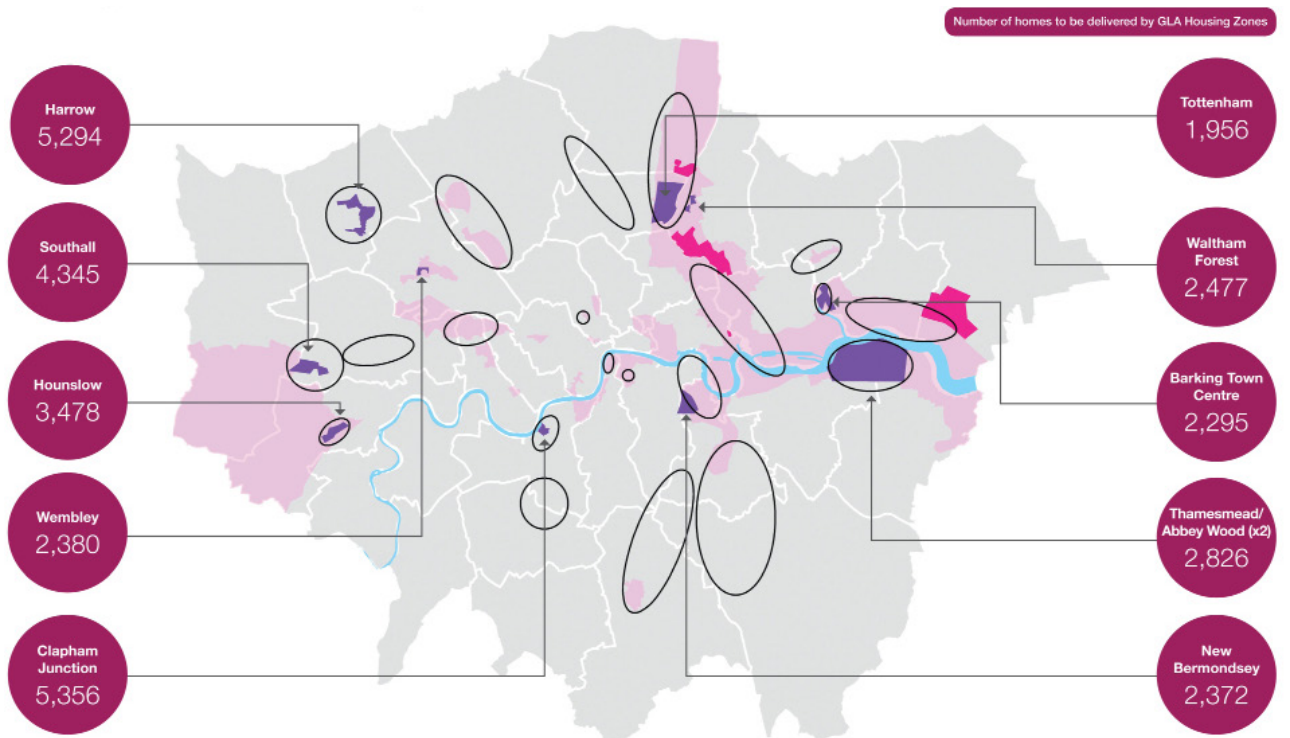 Number of homes to be delivered by GLA Housing Zones
Harrow
5,294
Southall
4,345
Hounslow
3,478
Wembley
2,380
Clapham
Junction
5,356
Tottenham
1,956
Waltham
Forest
2,477
Barking Town
Centre
2,295
Thamesmead/
Abbey Wood (x2)
2,826
New
Bermondsey
2,372